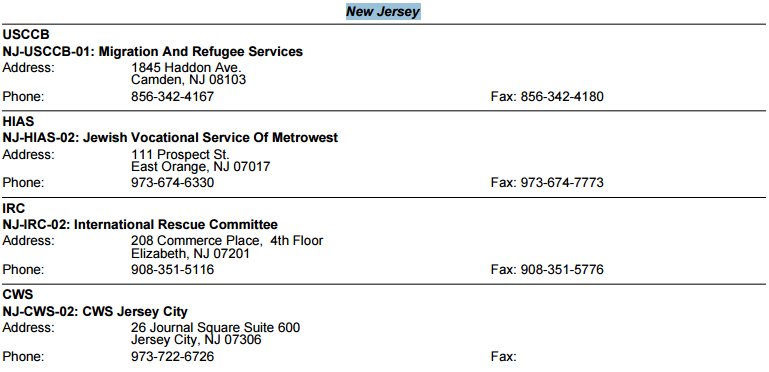 New Jersey
USCCB
NJ-USCCB-01: Migration And Refugee Services
Address: 1845 Haddon Ave.
Camden, NJ 08103
Phone: 856-342-4167 Fax: 856-342-4180
HIAS
NJ-HIAS-02: Jewish Vocational Service Of Metrowest
Address: 111 Prospect St.
East Orange, NJ 07017
Phone: 973-674-6330 Fax: 973-674-7773
IRC
NJ-IRC-02: International Rescue Committee
Address: 208 Commerce Place, 4th Floor
Elizabeth, NJ 07201
Phone: 908-351-5116 Fax: 908-351-5776
CWS
NJ-CWS-02: CWS Jersey City
Address: 26 Journal Square Suite 600
Jersey City, NJ 07306
Phone: 973-722-6726 Fax: